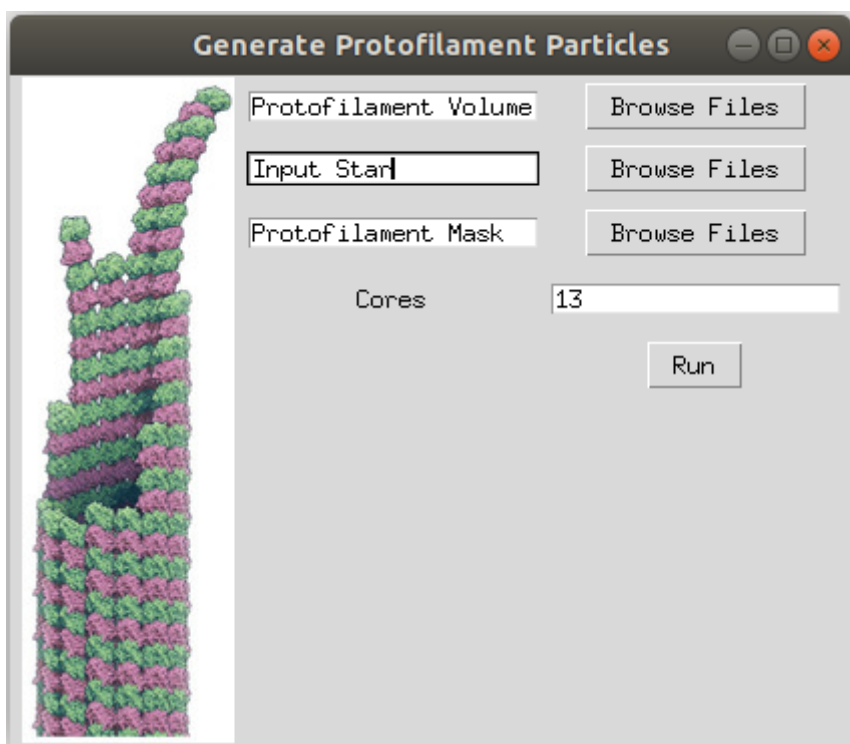 Generate Protofilament Particles
Protofilament Volume Browse Files
Input Star Browse Files
Protofilament Mask Browse Files
Cores 13
Run